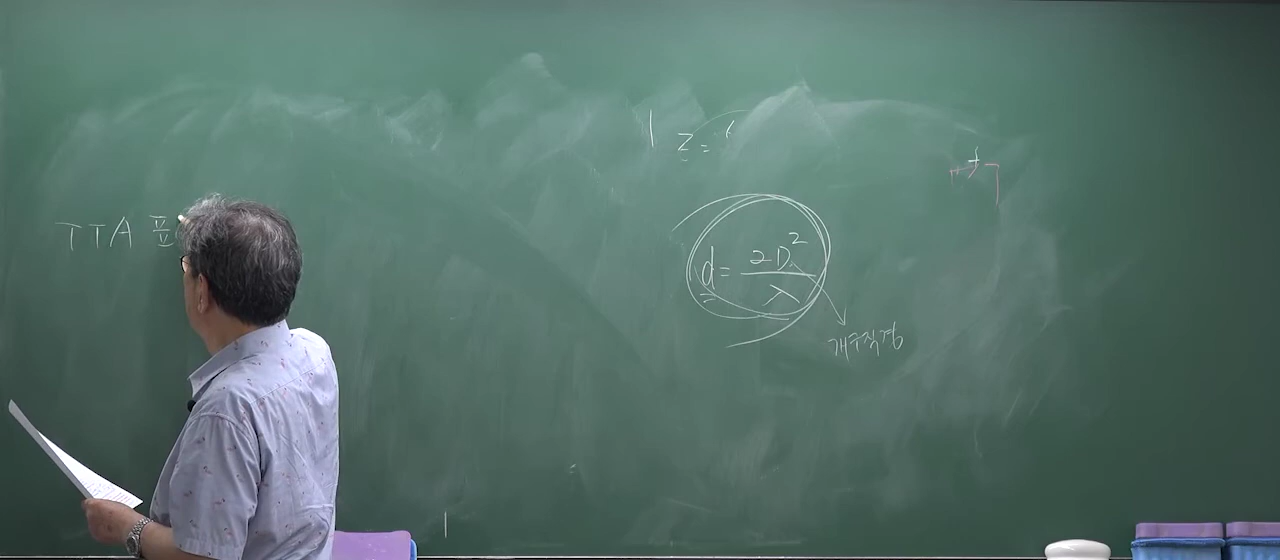 TTA 표
Z =
d = 2D² / λ
개구직경